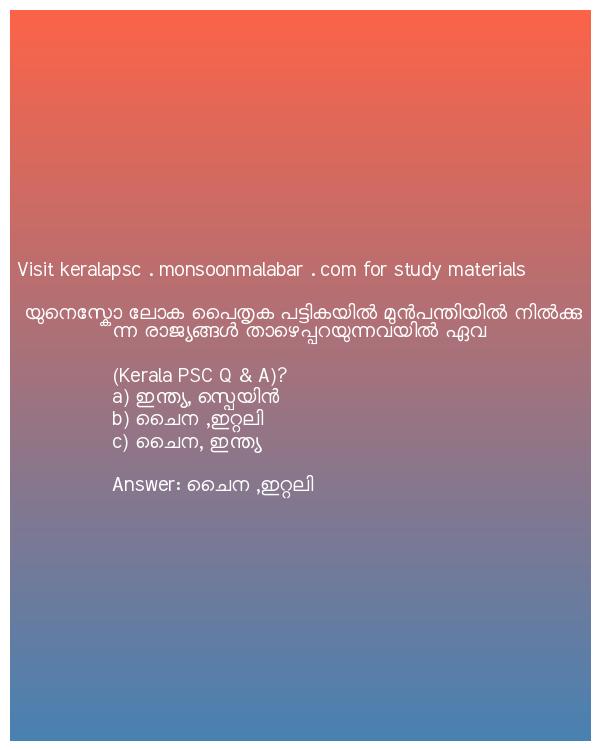 Visit keralapsc . monsoonmalabar . com for study materials
യുനെസ്കോ ലോക പൈതൃക പട്ടികയിൽ മുൻപന്തിയിൽ നിൽക്കു
ന്ന രാജ്യങ്ങൾ താഴെപ്പറയുന്നവയിൽ ഏവ
(Kerala PSC Q & A)?
a) ഇന്ത്യ, സ്പെയിൻ
b) ചൈന ,ഇറ്റലി
c) ചൈന, ഇന്ത്യ
Answer: ചൈന ,ഇറ്റലി